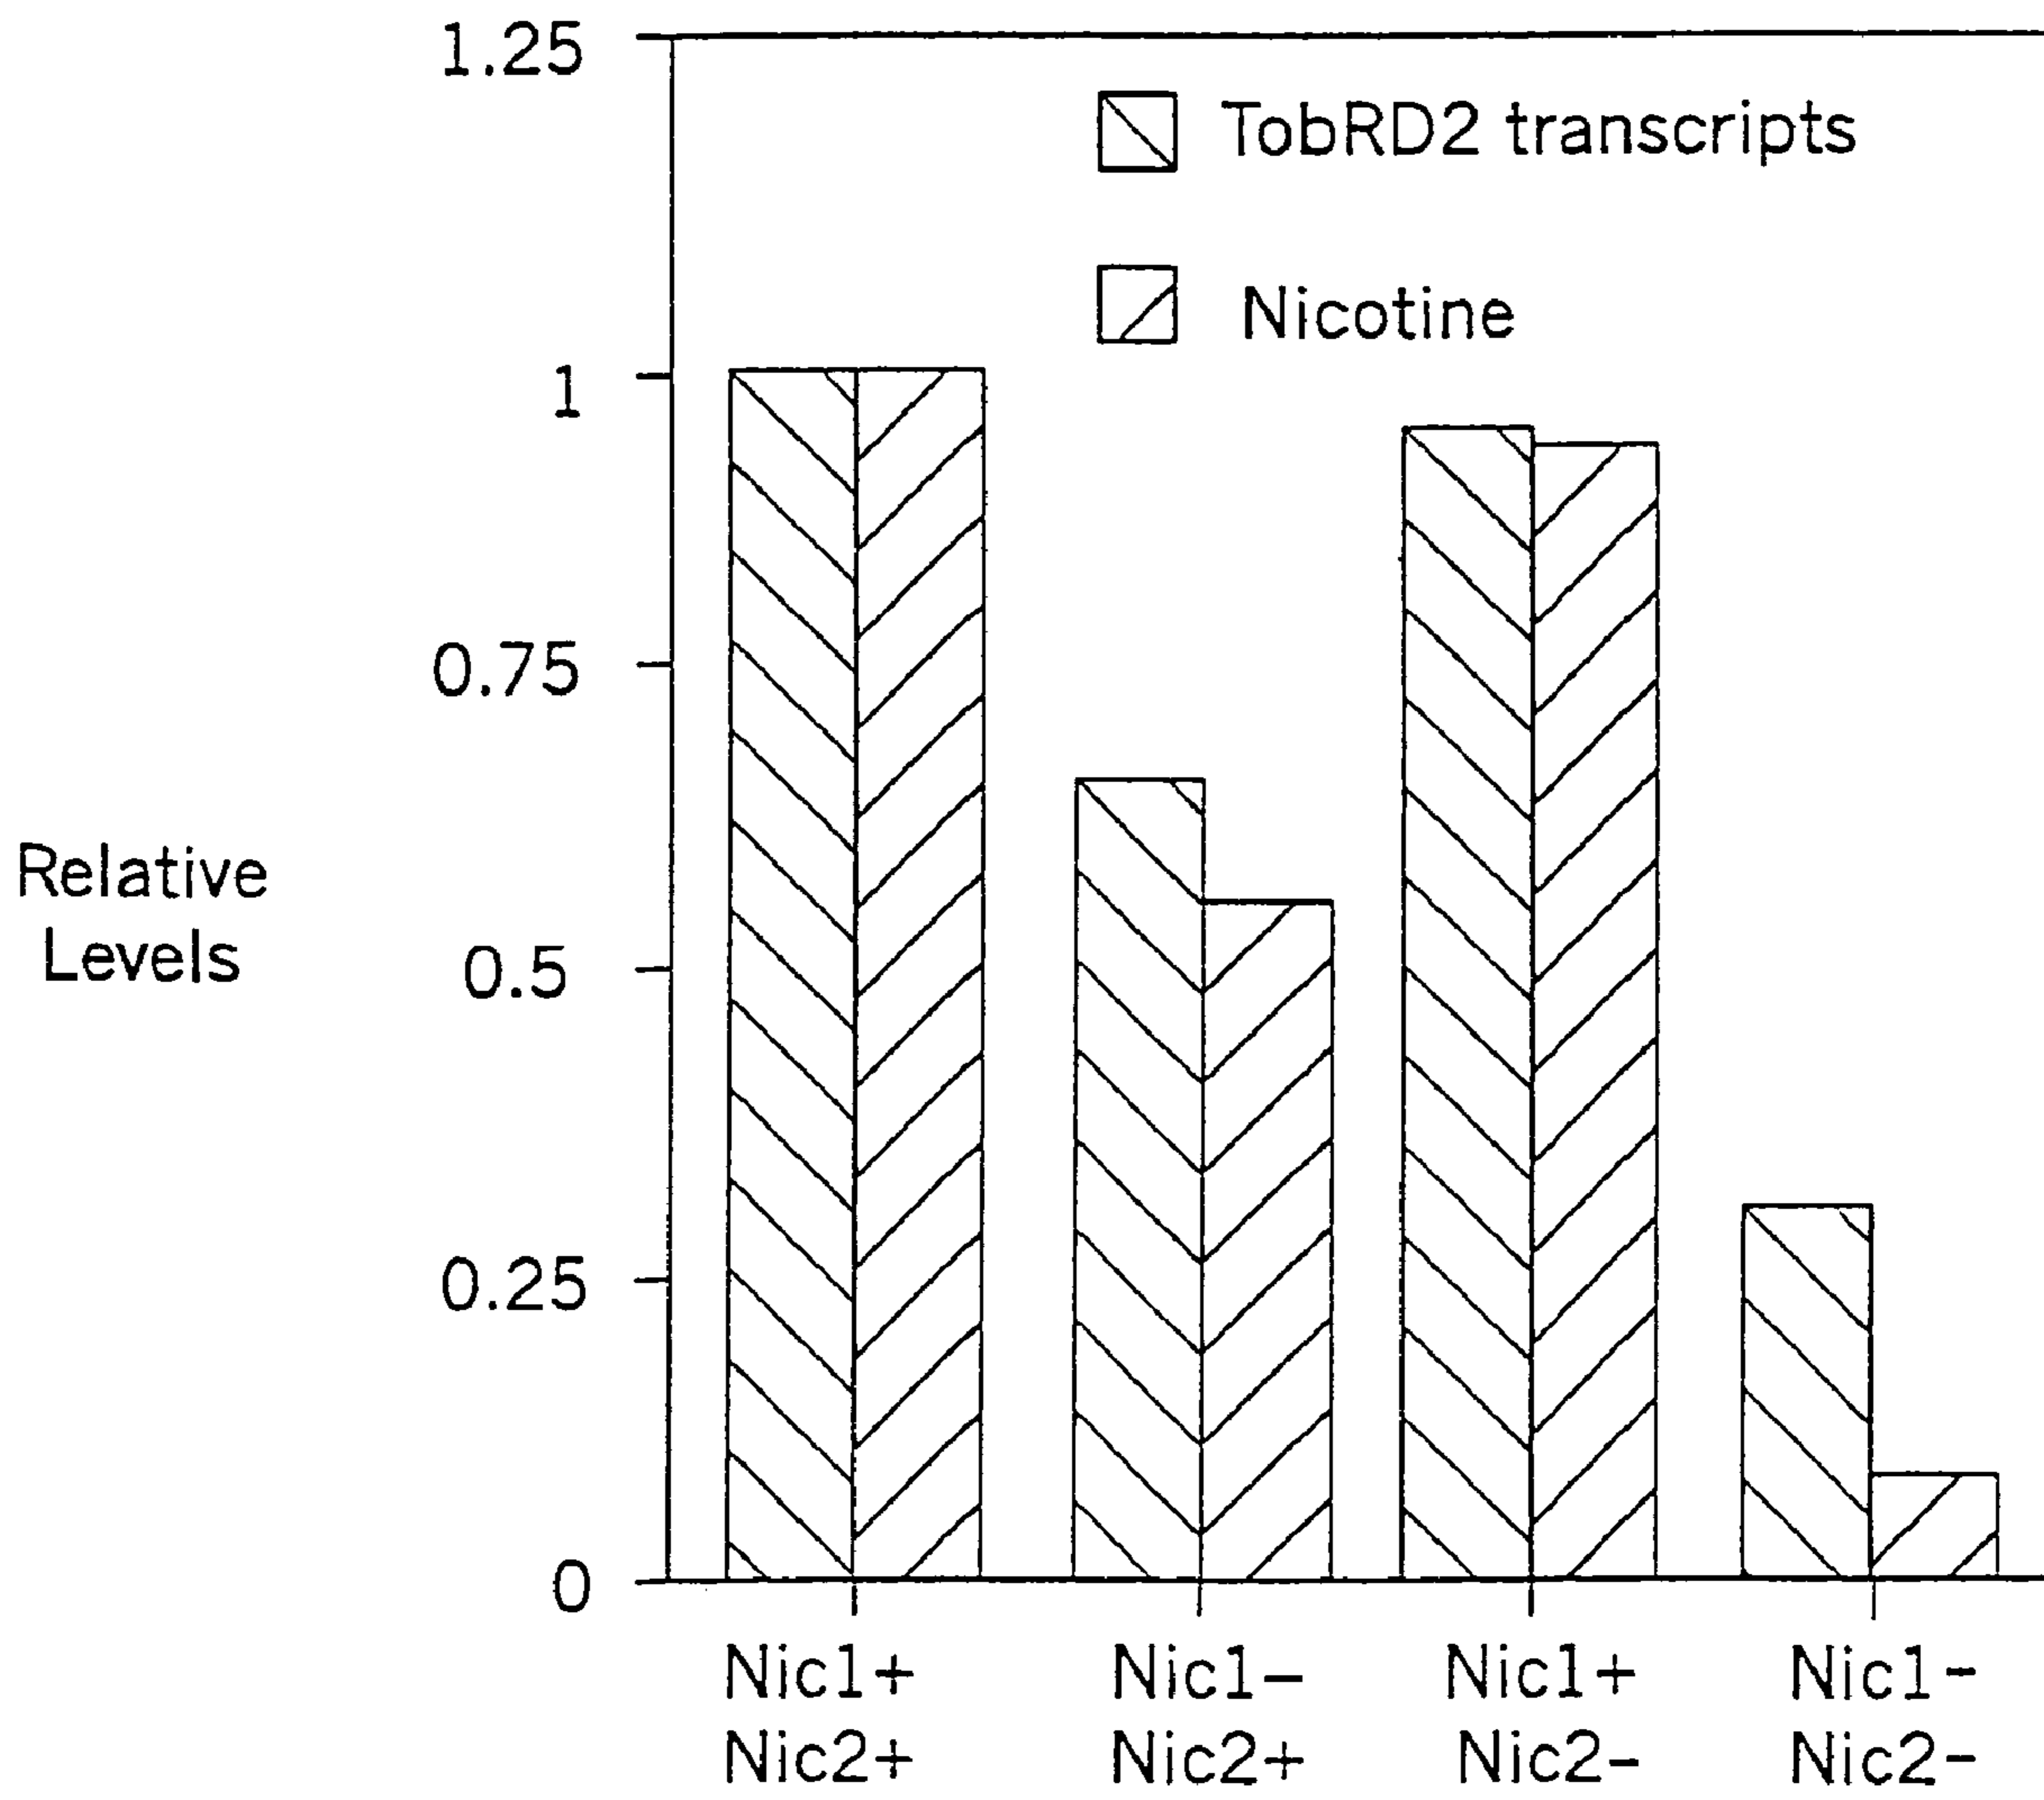 1.25
TobRD2 transcripts
Nicotine
1
0.75
Relative
Levels
0.5
0.25
0
Nic1+ Nic1- Nic1+ Nic1-
Nic2+ Nic2+ Nic2- Nic2-